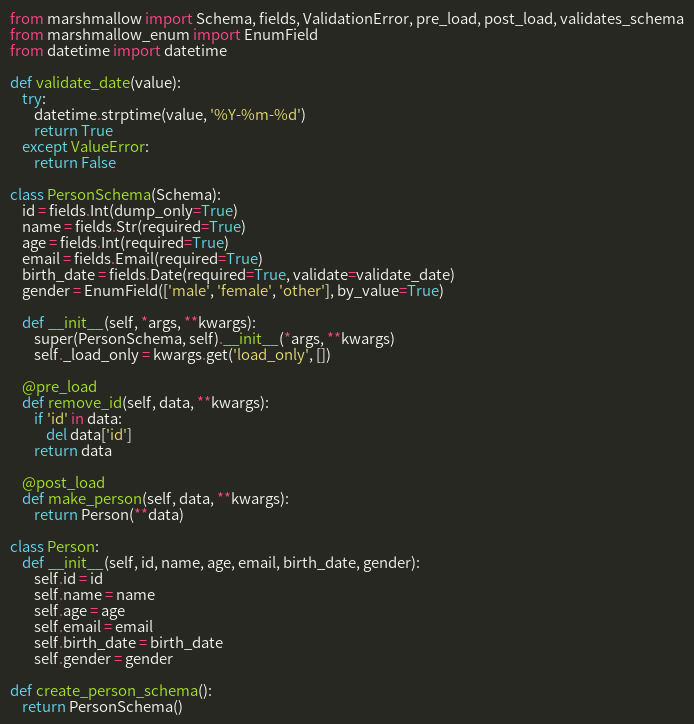 from marshmallow import Schema, fields, ValidationError, pre_load, post_load, validates_schema
from marshmallow_enum import EnumField
from datetime import datetime

def validate_date(value):
    try:
        datetime.strptime(value, '%Y-%m-%d')
        return True
    except ValueError:
        return False

class PersonSchema(Schema):
    id = fields.Int(dump_only=True)
    name = fields.Str(required=True)
    age = fields.Int(required=True)
    email = fields.Email(required=True)
    birth_date = fields.Date(required=True, validate=validate_date)
    gender = EnumField(['male', 'female', 'other'], by_value=True)

    def __init__(self, *args, **kwargs):
        super(PersonSchema, self).__init__(*args, **kwargs)
        self._load_only = kwargs.get('load_only', [])

    @pre_load
    def remove_id(self, data, **kwargs):
        if 'id' in data:
            del data['id']
        return data

    @post_load
    def make_person(self, data, **kwargs):
        return Person(**data)

class Person:
    def __init__(self, id, name, age, email, birth_date, gender):
        self.id = id
        self.name = name
        self.age = age
        self.email = email
        self.birth_date = birth_date
        self.gender = gender

def create_person_schema():
    return PersonSchema()